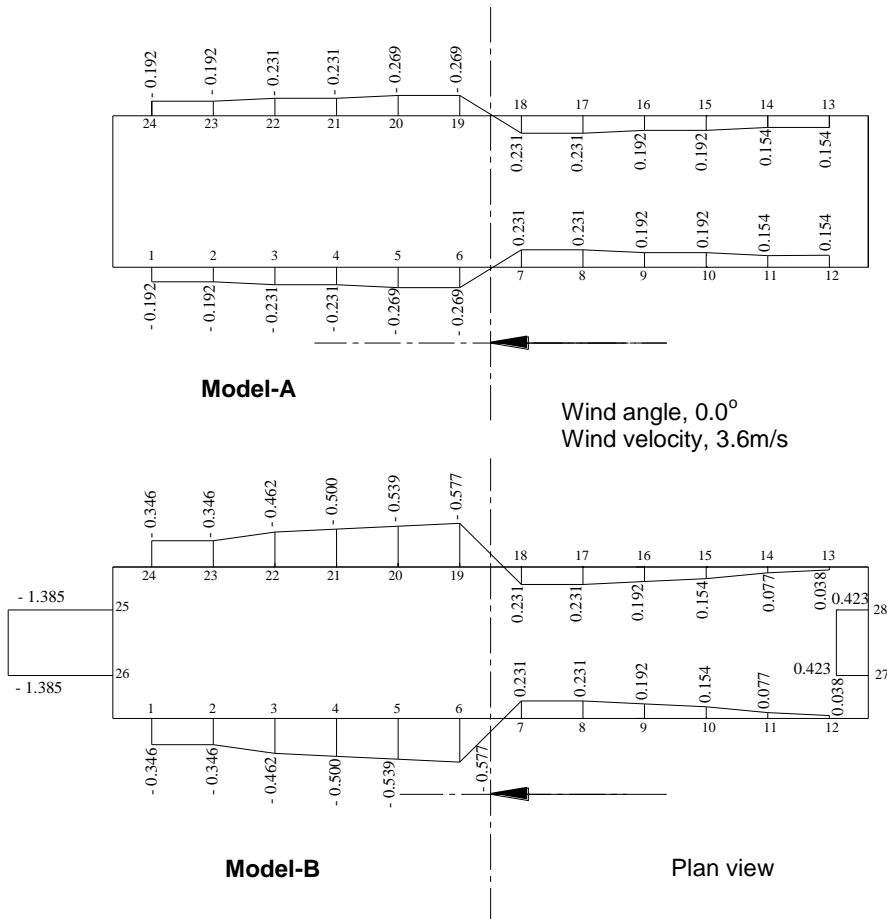 - 0.192 - 0.192 - 0.231 - 0.231 - 0.269 - 0.269
24 23 22 21 20 19 18 17 16 15 14 13
0.231 0.231 0.192 0.192 0.154 0.154
0.231 0.231 0.192 0.192 0.154 0.154
1 2 3 4 5 6 7 8 9 10 11 12
- 0.192 - 0.192 - 0.231 - 0.231 - 0.269 - 0.269
Model-A
Wind angle, 0.0°
Wind velocity, 3.6m/s
- 0.346 - 0.346 - 0.462 - 0.500 - 0.539 - 0.577
24 23 22 21 20 19 18 17 16 15 14 13
0.231 0.231 0.192 0.154 0.077 0.038
- 1.385 25 0.423 28
- 1.385 26 0.423 27
0.231 0.231 0.192 0.154 0.077 0.038
1 2 3 4 5 6 7 8 9 10 11 12
- 0.346 - 0.346 - 0.462 - 0.500 - 0.539 - 0.577
Model-B
Plan view